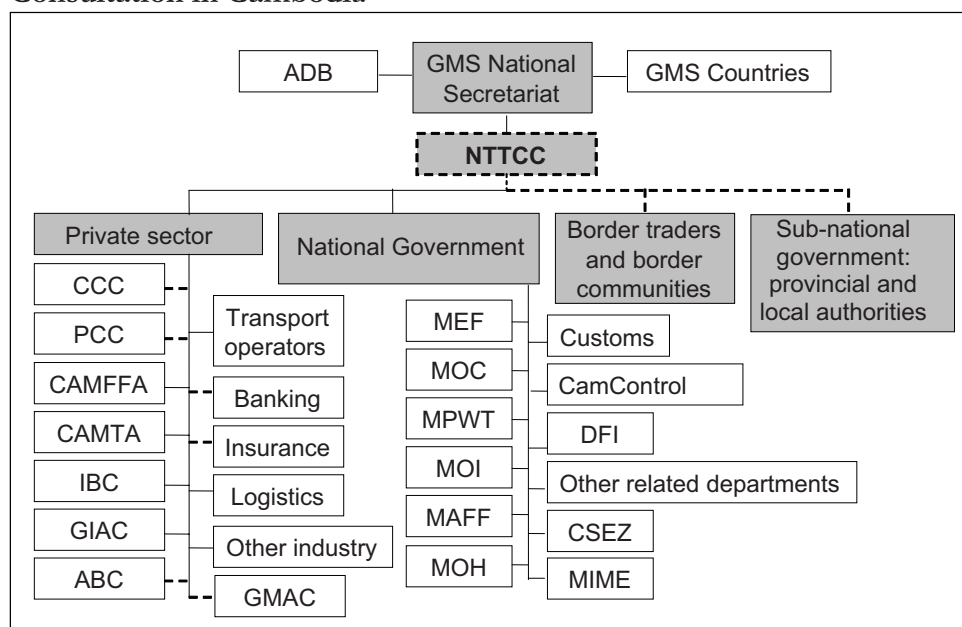 Consultation in Cambodia
ADB
GMS National
Secretariat
GMS Countries
NTTCC
Private sector
National Government
Border traders
and border
communities
Sub-national
government:
provincial and
local authorities
CCC
PCC
CAMFFA
CAMTA
IBC
GIAC
ABC
Transport
operators
Banking
Insurance
Logistics
Other industry
GMAC
MEF
MOC
MPWT
MOI
MAFF
MOH
Customs
CamControl
DFI
Other related departments
CSEZ
MIME